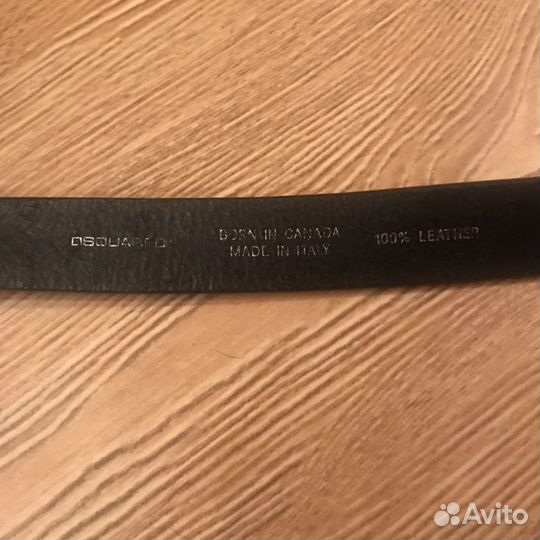 DSQUARED2
BORN IN CANADA
MADE IN ITALY
100% LEATHER
Avito